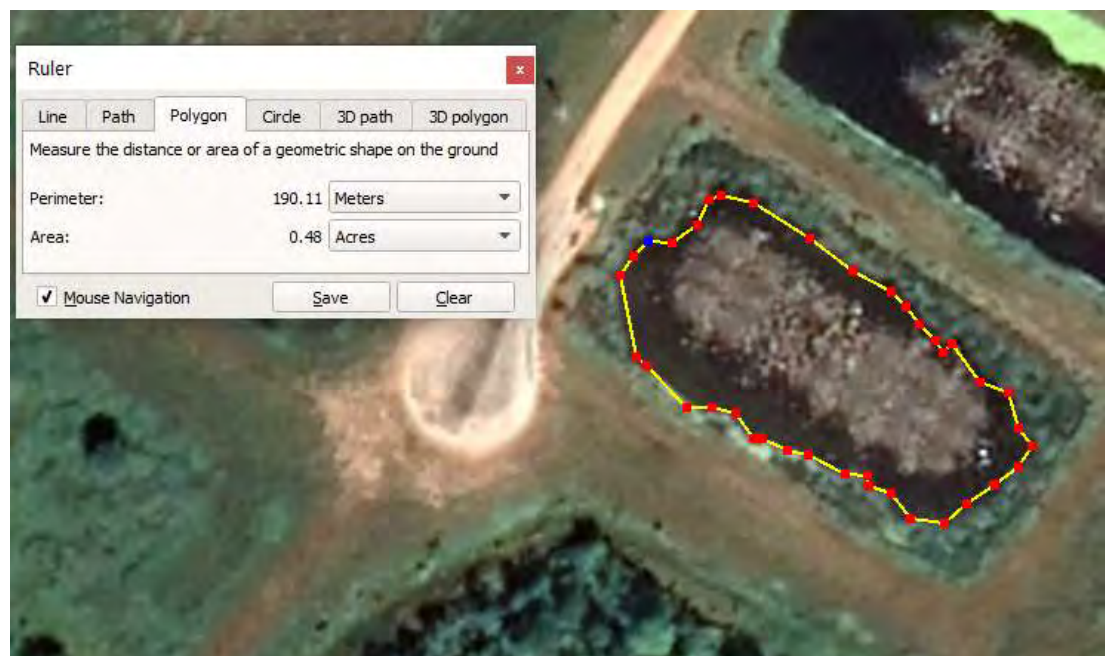 Ruler x
Line Path Polygon Circle 3D path 3D polygon
Measure the distance or area of a geometric shape on the ground
Perimeter: 190.11 Meters
Area: 0.48 Acres
Mouse Navigation Save Clear